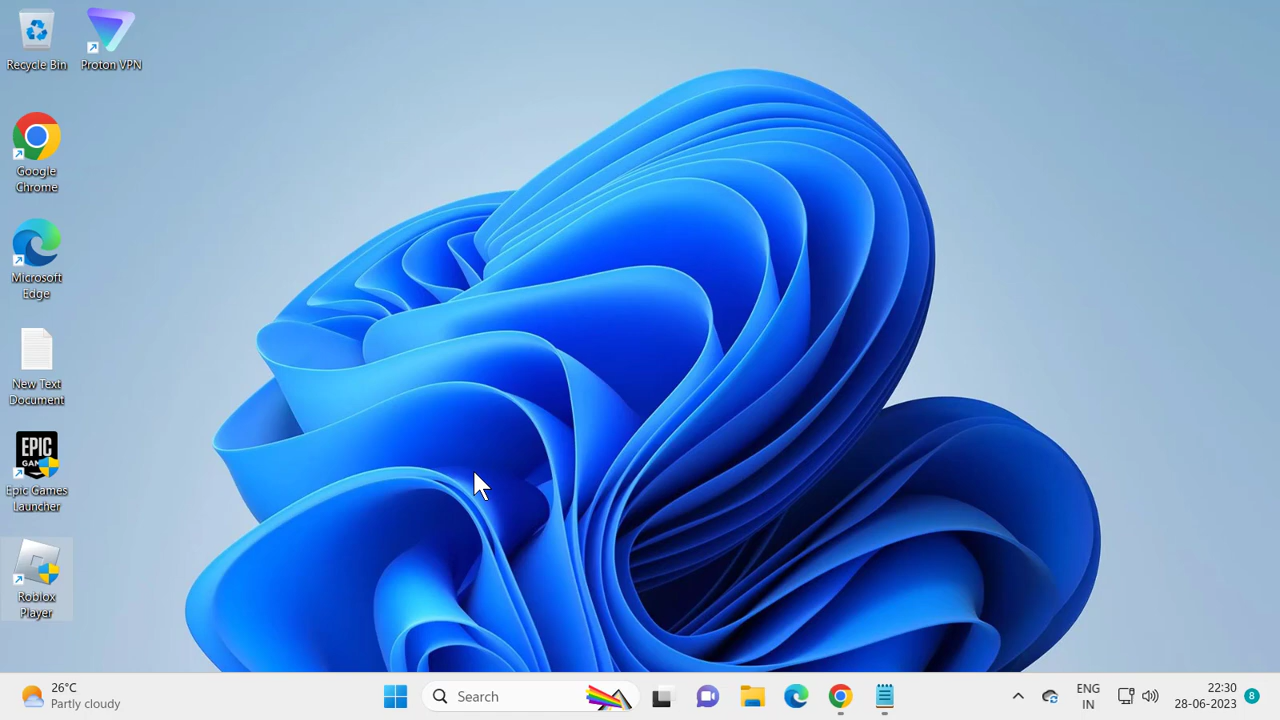 Recycle Bin
Proton VPN
Google
Chrome
Microsoft
Edge
New Text
Document
EPIC
GAMES
Epic Games
Launcher
Roblox
Player
26°C
Partly cloudy
Search
ENG
IN
22:30
28-06-2023
8